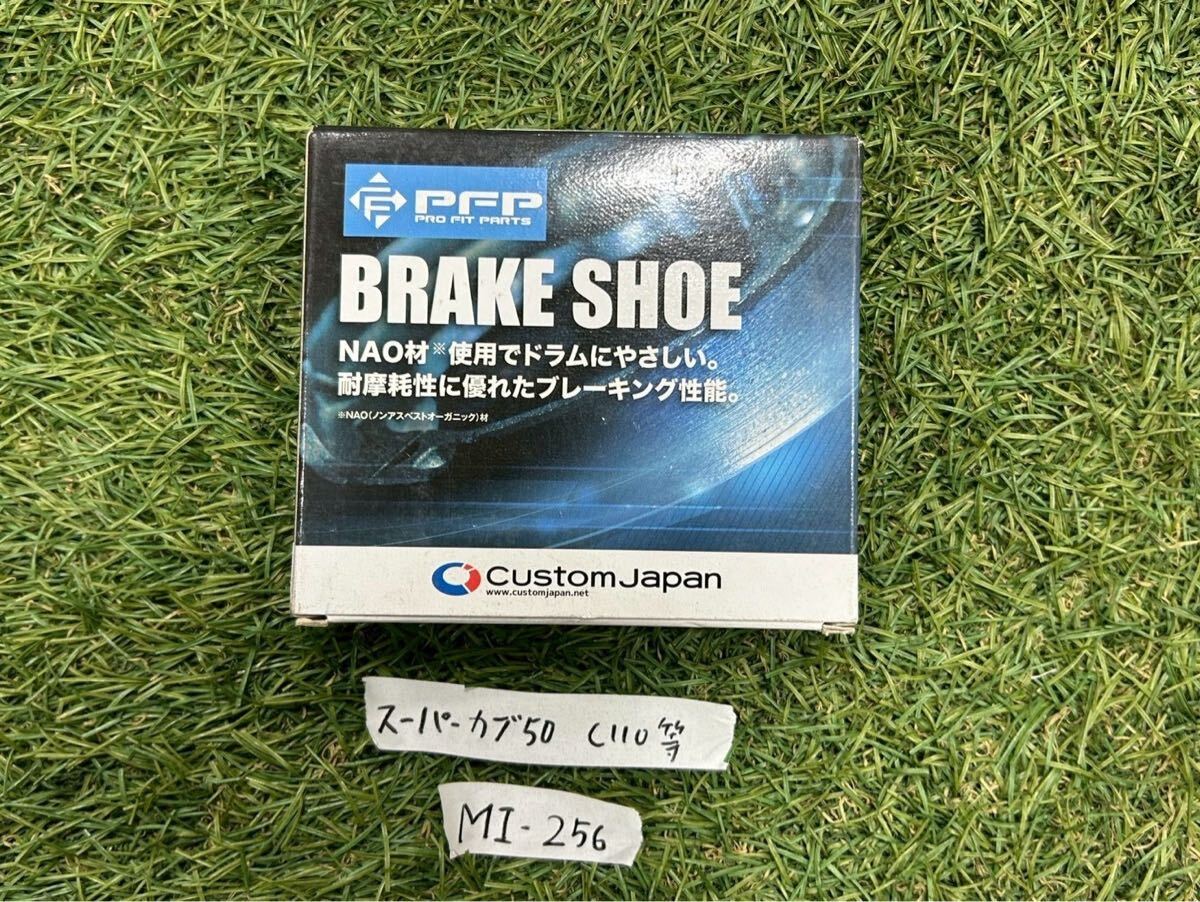 PFP
PRO FIT PARTS
BRAKE SHOE
NAO材※使用でドラムにやさしい。
耐摩耗性に優れたブレーキング性能。
※NAO(ノンアスベストオーガニック)材
CustomJapan
www.customjapan.net
スーパーカブ50 C110等
MI-256